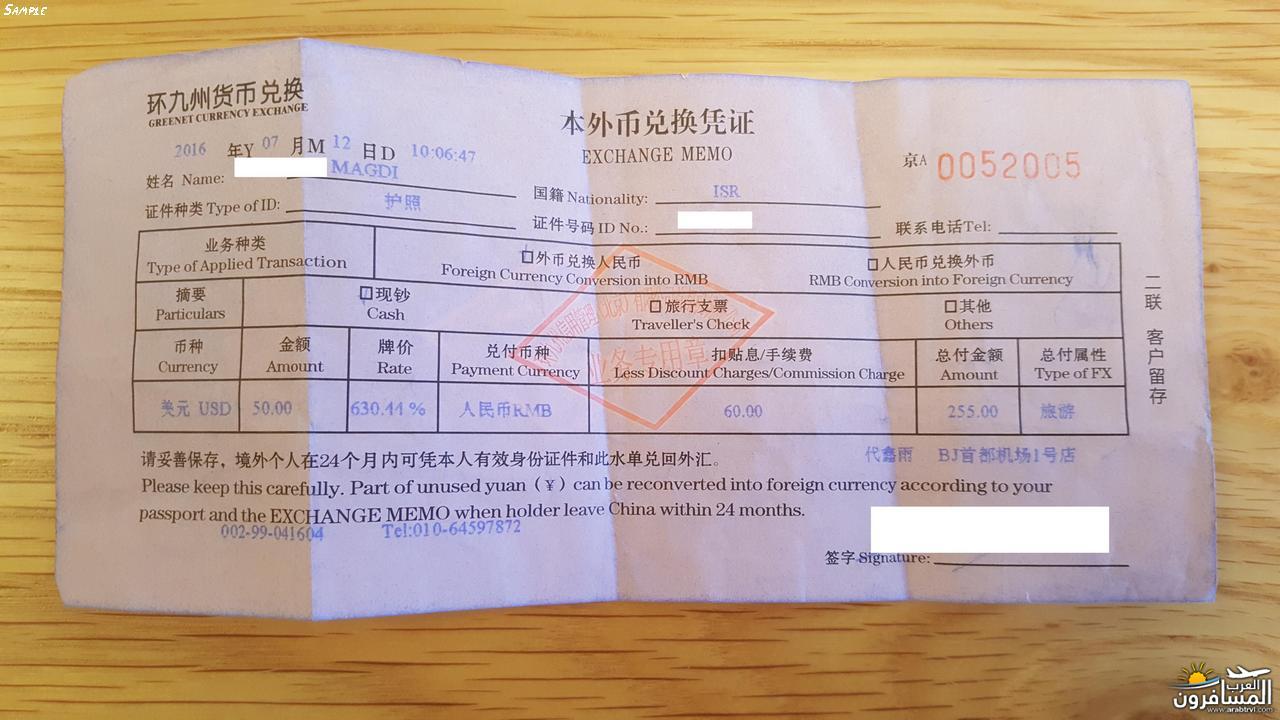 SAMPLE
环九州货币兑换
GREENET CURRENCY EXCHANGE
本外币兑换凭证
EXCHANGE MEMO
2016 年Y 07 月M 12 日D 10:06:47
京A 0052005
姓名 Name: MAGDI
国籍 Nationality: ISR
证件种类 Type of ID: 护照
证件号码 ID No.:
联系电话 Tel:
业务种类 □外币兑换人民币 □人民币兑换外币
Type of Applied Transaction Foreign Currency Conversion into RMB RMB Conversion into Foreign Currency
摘要 □现钞 □旅行支票 □其他
Particulars Cash Traveller's Check Others
币种 金额 牌价 兑付币种 扣贴息/手续费 总付金额 总付属性
Currency Amount Rate Payment Currency Less Discount Charges/Commission Charge Amount Type of FX
美元 USD 50.00 630.44 % 人民币RMB 60.00 255.00 旅游
业务专用章
二联 客户留存
代鑫雨 BJ首都机场1号店
请妥善保存，境外个人在24个月内可凭本人有效身份证件和此水单兑回外汇。
Please keep this carefully. Part of unused yuan（￥）can be reconverted into foreign currency according to your
passport and the EXCHANGE MEMO when holder leave China within 24 months.
002-99-041604 Tel:010-64597872
签字 Signature:
العرب
المسافرون
www.arabtrvl.com